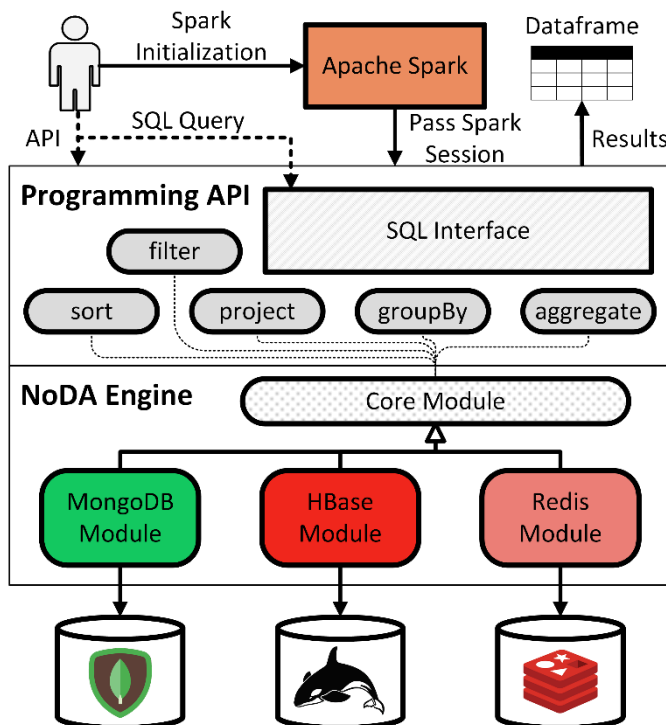 Spark
Initialization
Apache Spark
Dataframe
API
SQL Query
Pass Spark
Session
Results
Programming API
SQL Interface
filter
sort
project
groupBy
aggregate
NoDA Engine
Core Module
MongoDB
Module
HBase
Module
Redis
Module